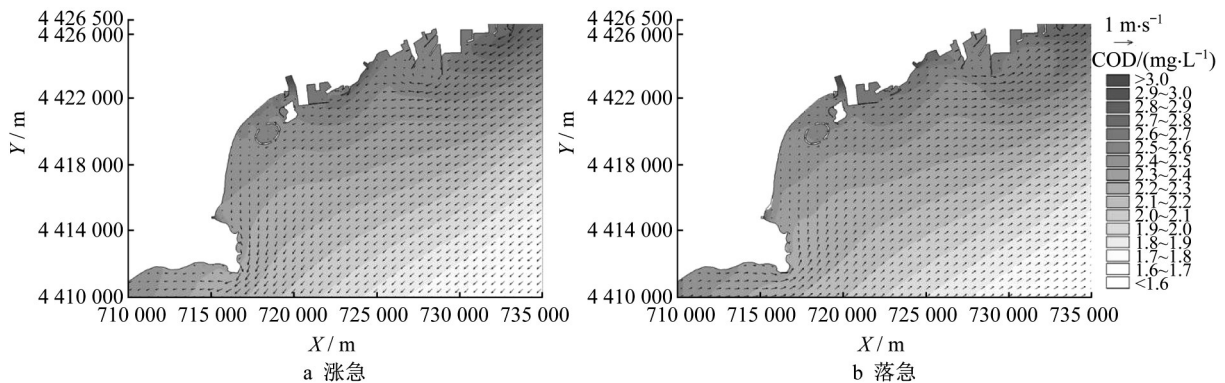 4 426 500
4 426 000
4 422 000
4 418 000
4 414 000
4 410 000
Y / m
710 000 715 000 720 000 725 000 730 000 735 000
X / m
a 涨急
4 426 500
4 426 000
4 422 000
4 418 000
4 414 000
4 410 000
Y / m
710 000 715 000 720 000 725 000 730 000 735 000
X / m
b 落急
1 m·s⁻¹
COD/(mg·L⁻¹)
>3.0
2.9~3.0
2.8~2.9
2.7~2.8
2.6~2.7
2.5~2.6
2.4~2.5
2.3~2.4
2.2~2.3
2.1~2.2
2.0~2.1
1.9~2.0
1.8~1.9
1.7~1.8
1.6~1.7
<1.6